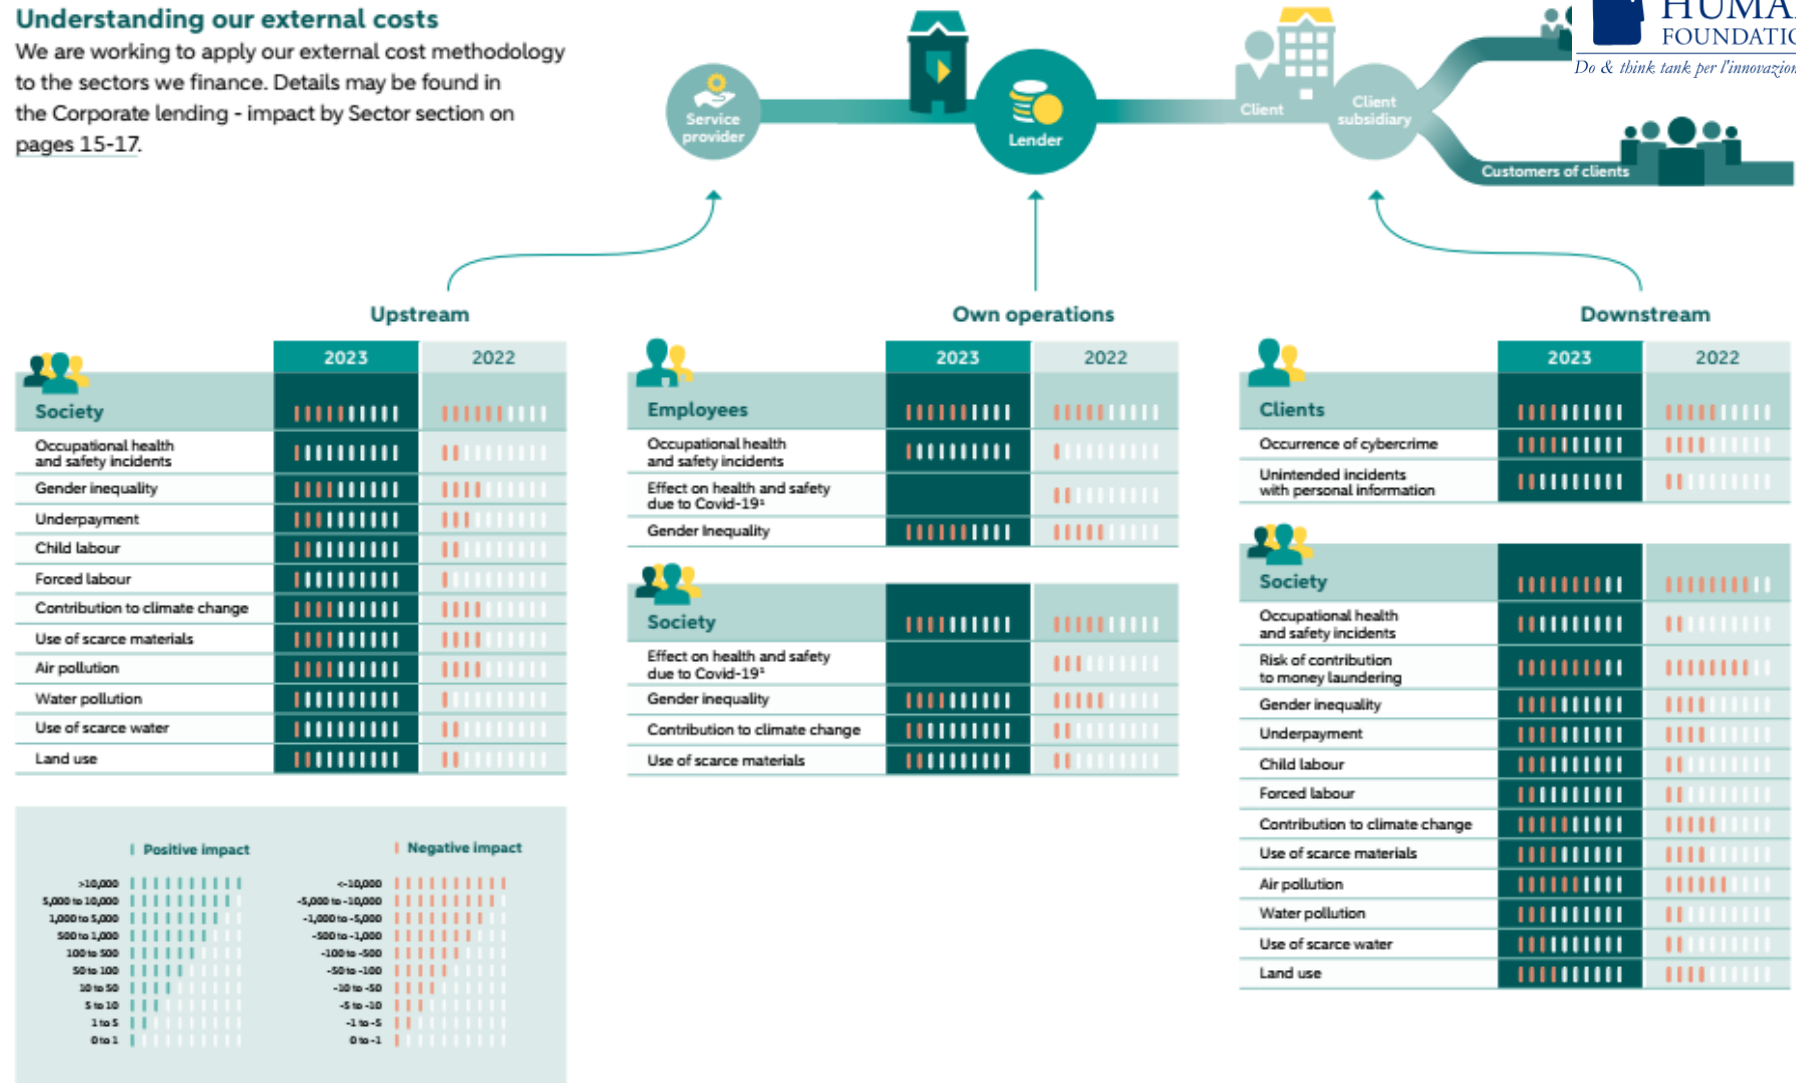 Understanding our external costs
We are working to apply our external cost methodology
to the sectors we finance. Details may be found in
the Corporate lending - impact by Sector section on
pages 15-17.
FOUNDATIO
Do & think tank per l'innovazion
Service
provider
Lender
Client
Client
subsidiary
Customers of clients
Upstream
2023 2022
Society
Occupational health
and safety incidents
Gender inequality
Underpayment
Child labour
Forced labour
Contribution to climate change
Use of scarce materials
Air pollution
Water pollution
Use of scarce water
Land use
Own operations
2023 2022
Employees
Occupational health
and safety incidents
Effect on health and safety
due to Covid-19¹
Gender Inequality
Society
Effect on health and safety
due to Covid-19¹
Gender inequality
Contribution to climate change
Use of scarce materials
Downstream
2023 2022
Clients
Occurrence of cybercrime
Unintended incidents
with personal information
Society
Occupational health
and safety incidents
Risk of contribution
to money laundering
Gender inequality
Underpayment
Child labour
Forced labour
Contribution to climate change
Use of scarce materials
Air pollution
Water pollution
Use of scarce water
Land use
Positive impact
>10,000
5,000 to 10,000
1,000 to 5,000
500 to 1,000
100 to 500
50 to 100
10 to 50
5 to 10
1 to 5
0 to 1
Negative impact
<-10,000
-5,000 to -10,000
-1,000 to -5,000
-500 to -1,000
-100 to -500
-50 to -100
-10 to -50
-5 to -10
-1 to -5
0 to -1